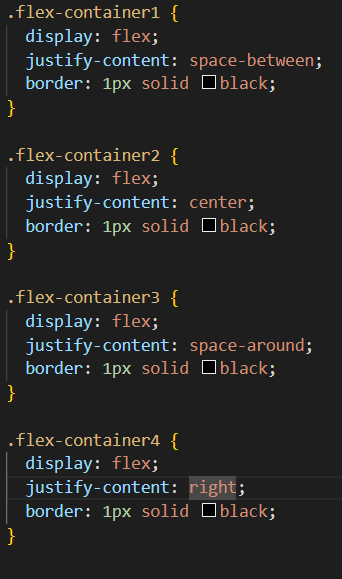 .flex-container1 {
  display: flex;
  justify-content: space-between;
  border: 1px solid black;
}

.flex-container2 {
  display: flex;
  justify-content: center;
  border: 1px solid black;
}

.flex-container3 {
  display: flex;
  justify-content: space-around;
  border: 1px solid black;
}

.flex-container4 {
  display: flex;
  justify-content: right;
  border: 1px solid black;
}